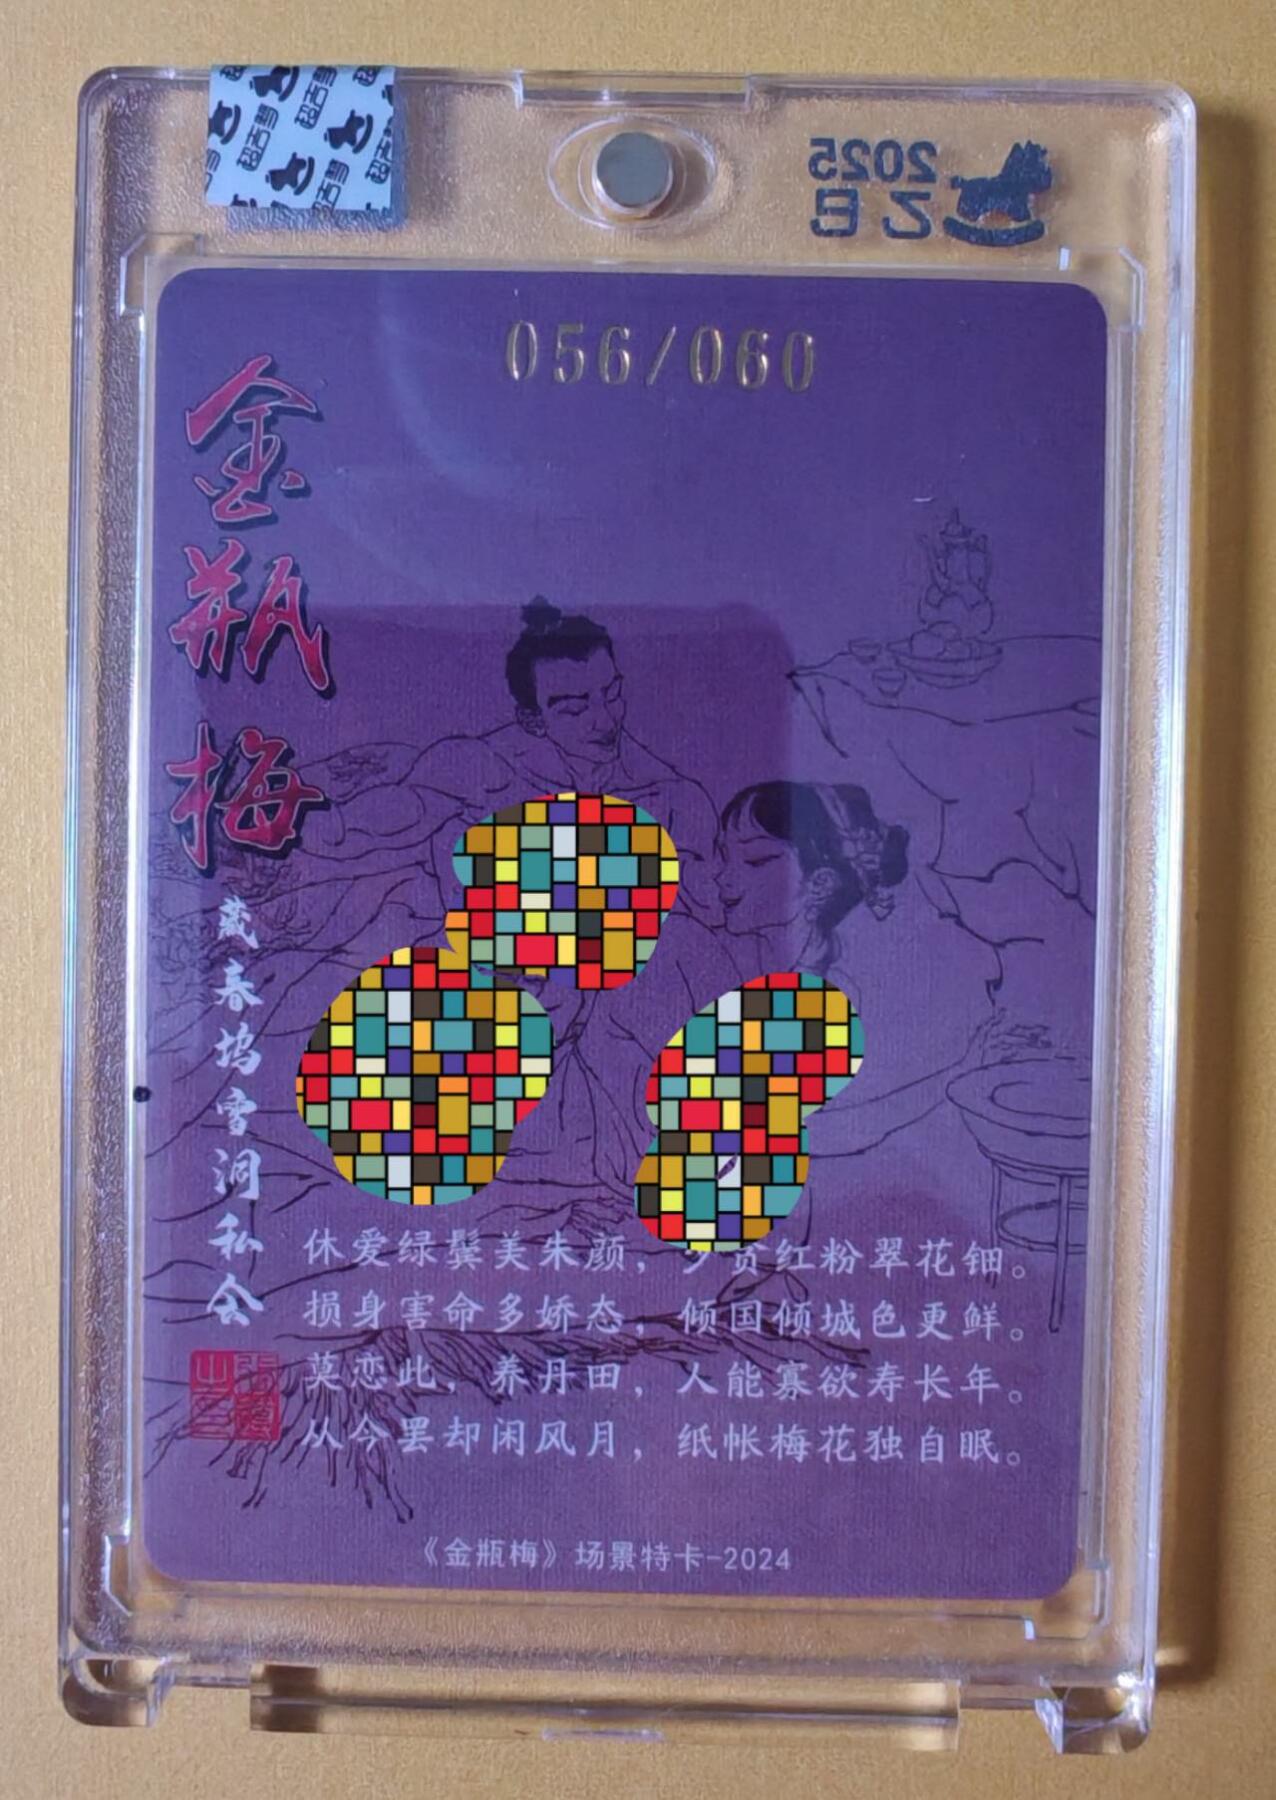 2025
乙巳
056/060
金瓶梅
藏春坞雪洞私会
休爱绿鬓美朱颜，少贪红粉翠花钿。
损身害命多娇态，倾国倾城色更鲜。
莫恋此，养丹田，人能寡欲寿长年。
从今罢却闲风月，纸帐梅花独自眠。
《金瓶梅》场景特卡-2024